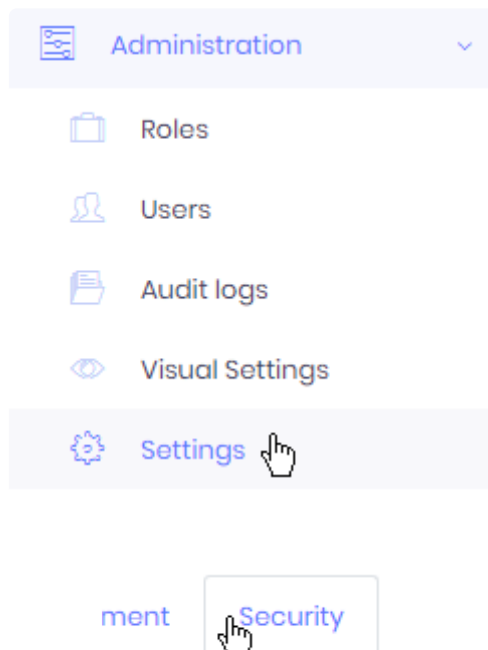 Administration
Roles
Users
Audit logs
Visual Settings
Settings
ment Security